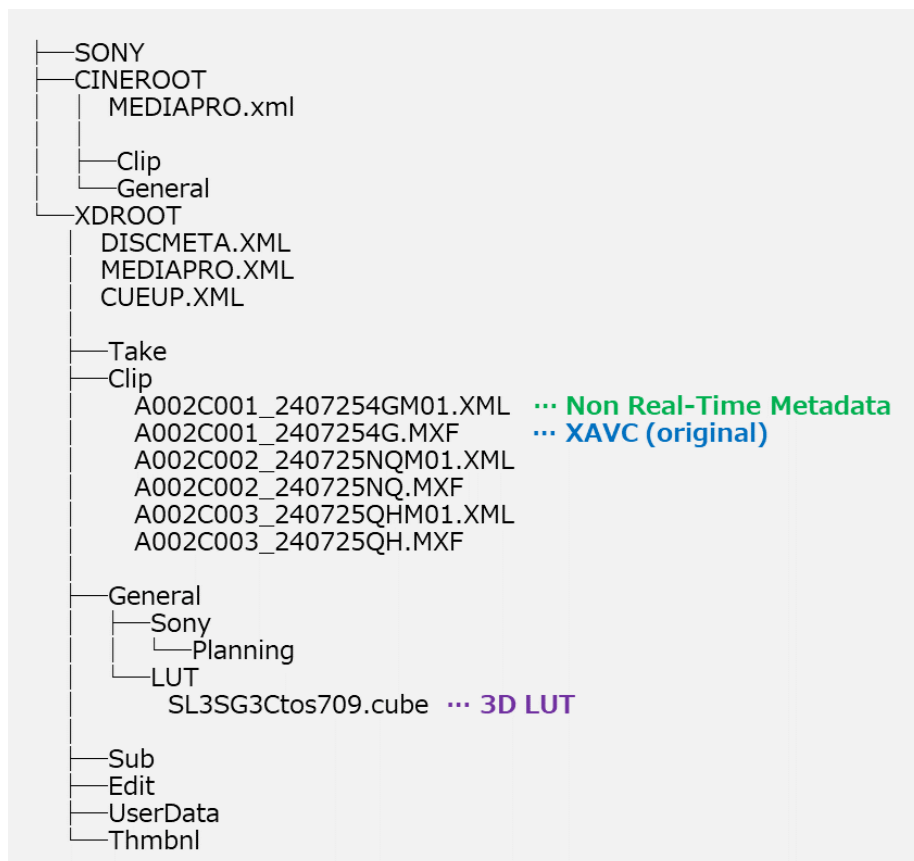 SONY
CINEROOT
MEDIAPRO.xml
Clip
General
XDROOT
DISCMETA.XML
MEDIAPRO.XML
CUEUP.XML
Take
Clip
A002C001_2407254GM01.XML ··· Non Real-Time Metadata
A002C001_2407254G.MXF ··· XAVC (original)
A002C002_240725NQM01.XML
A002C002_240725NQ.MXF
A002C003_240725QHM01.XML
A002C003_240725QH.MXF
General
Sony
Planning
LUT
SL3SG3Ctos709.cube ··· 3D LUT
Sub
Edit
UserData
Thmbnl